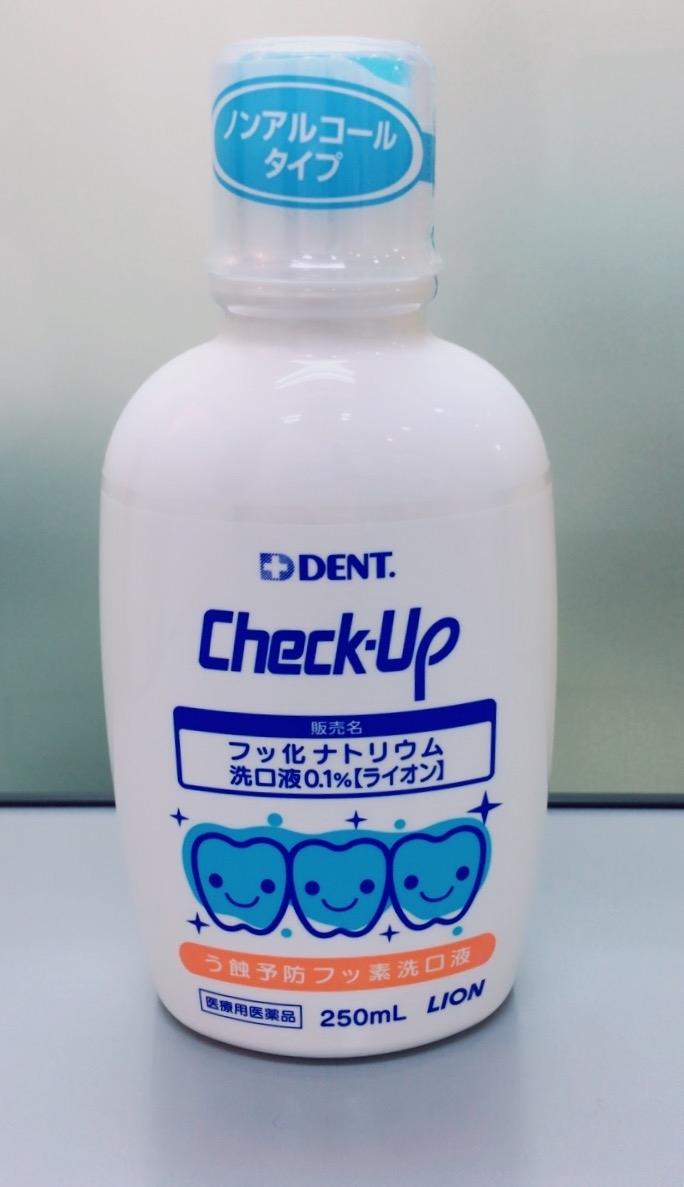 ノンアルコール
タイプ
DENT.
Check-Up
販売名
フッ化ナトリウム
洗口液0.1%【ライオン】
う蝕予防フッ素洗口液
医療用医薬品 250mL LION